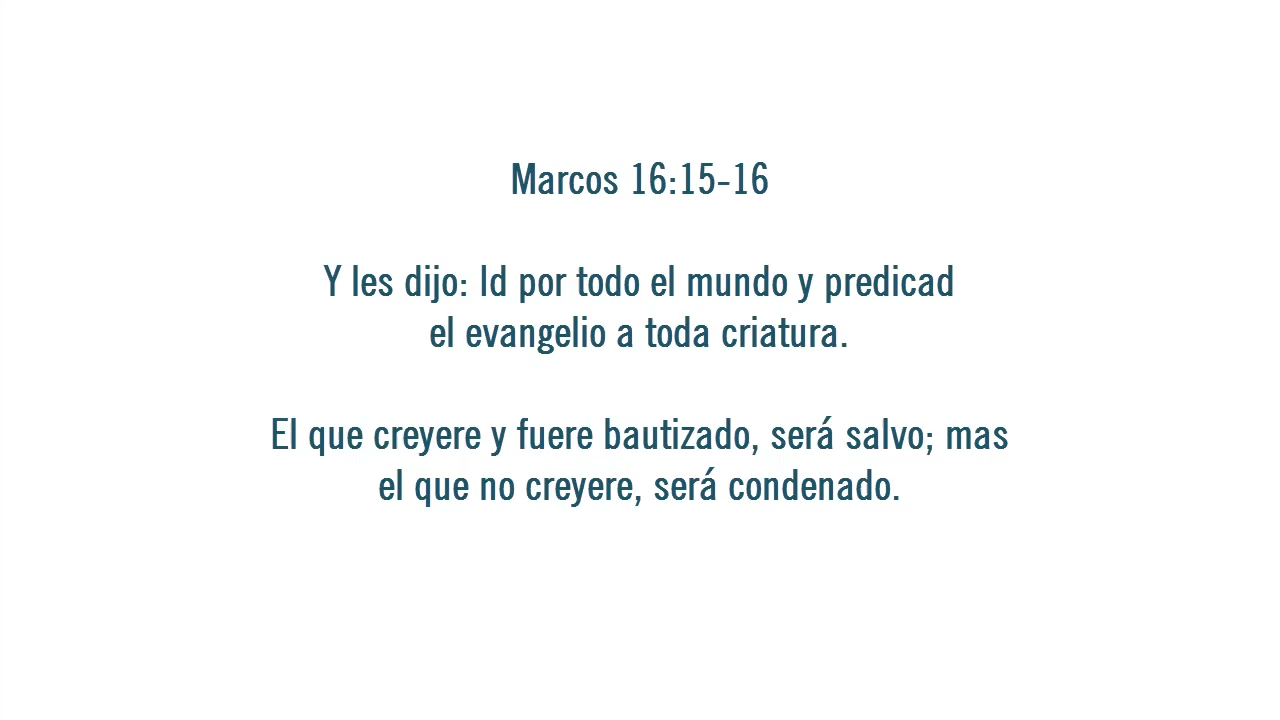 Marcos 16:15-16
Y les dijo: Id por todo el mundo y predicad
el evangelio a toda criatura.
El que creyere y fuere bautizado, será salvo; mas
el que no creyere, será condenado.